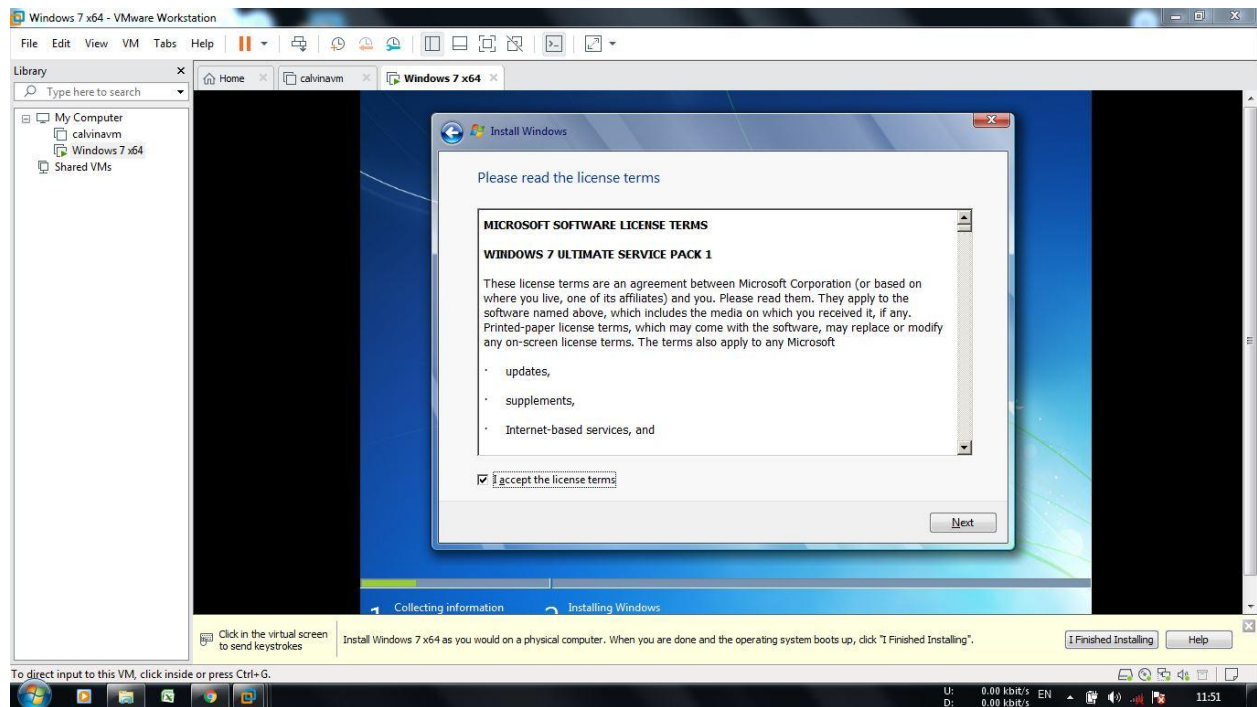 Windows 7 x64 - VMware Workstation
File Edit View VM Tabs Help
Library
Type here to search
My Computer
calvinavm
Windows 7 x64
Shared VMs
Home
calvinavm
Windows 7 x64
Install Windows
Please read the license terms
MICROSOFT SOFTWARE LICENSE TERMS
WINDOWS 7 ULTIMATE SERVICE PACK 1
These license terms are an agreement between Microsoft Corporation (or based on
where you live, one of its affiliates) and you. Please read them. They apply to the
software named above, which includes the media on which you received it, if any.
Printed-paper license terms, which may come with the software, may replace or modify
any on-screen license terms. The terms also apply to any Microsoft
· updates,
· supplements,
· Internet-based services, and
I accept the license terms
Next
1 Collecting information
2 Installing Windows
Click in the virtual screen
to send keystrokes
Install Windows 7 x64 as you would on a physical computer. When you are done and the operating system boots up, click "I Finished Installing".
I Finished Installing
Help
To direct input to this VM, click inside or press Ctrl+G.
U: 0.00 kbit/s
D: 0.00 kbit/s
EN
11:51